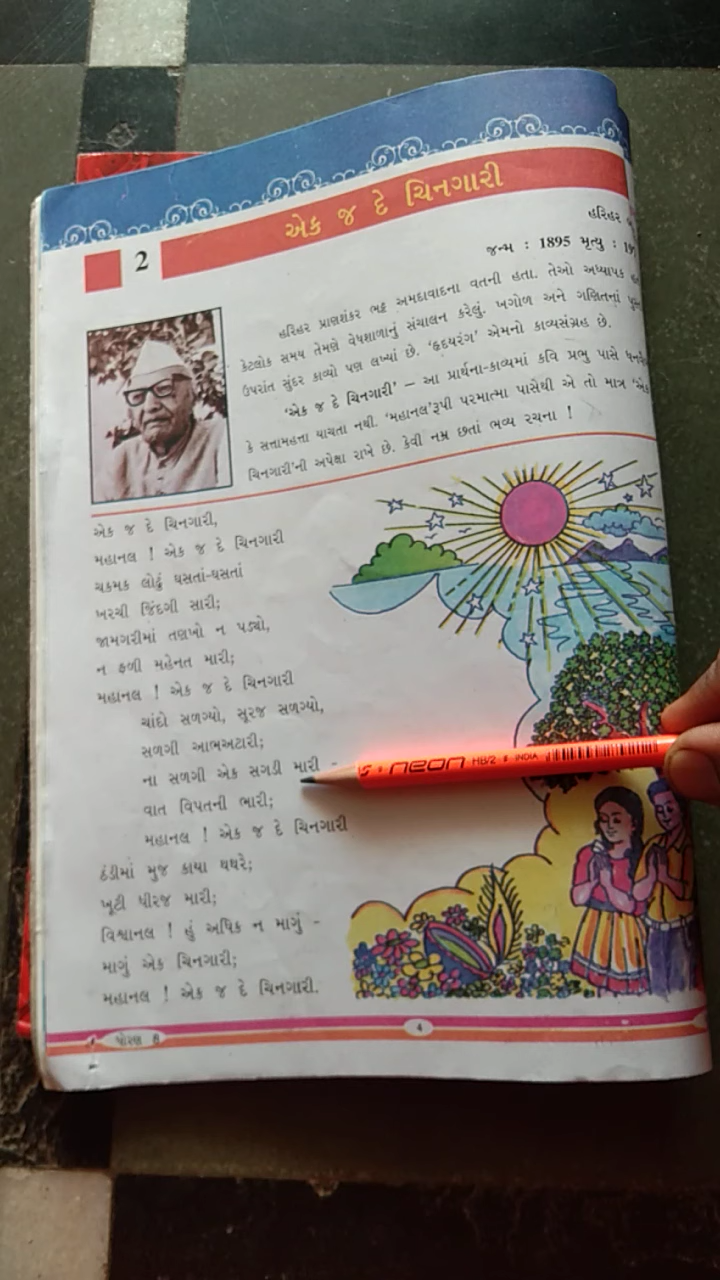 એક જ દે ચિનગારી
2
હરિહર
જન્મ : 1895 મૃત્યુ :
હરિહર પ્રાણશંકર ભટ્ટ અમદાવાદના વતની હતા. તેઓ અધ્યાપક
કેટલોક સમય તેમણે વેધશાળાનું સંચાલન કરેલું. ખગોળ અને ગણિતનાં
ઉપરાંત સુંદર કાવ્યો પણ લખ્યાં છે. ‘હૃદયરંગ’ એમનો કાવ્યસંગ્રહ છે.
‘એક જ દે ચિનગારી’ – આ પ્રાર્થના-કાવ્યમાં કવિ પ્રભુ પાસે
કે સત્તામહત્તા યાચતા નથી. ‘મહાનલ’રૂપી પરમાત્મા પાસેથી એ તો માત્ર ‘એક
ચિનગારી’ની અપેક્ષા રાખે છે. કેવી નમ્ર છતાં ભવ્ય રચના !
એક જ દે ચિનગારી,
મહાનલ ! એક જ દે ચિનગારી
ચકમક લોઢું ઘસતાં-ઘસતાં
ખરચી જિંદગી સારી;
જામગરીમાં તણખો ન પડ્યો,
ન ફળી મહેનત મારી;
મહાનલ ! એક જ દે ચિનગારી
ચાંદો સળગ્યો, સૂરજ સળગ્યો,
સળગી આભઅટારી;
ના સળગી એક સગડી મારી -
વાત વિપતની ભારી;
મહાનલ ! એક જ દે ચિનગારી
ઠંડીમાં મુજ કાયા થથરે;
ખૂટી ધીરજ મારી;
વિશ્વાનલ ! હું અધિક ન માગું -
માગું એક ચિનગારી;
મહાનલ ! એક જ દે ચિનગારી.
neon HB/2 INDIA
ધોરણ 8
4